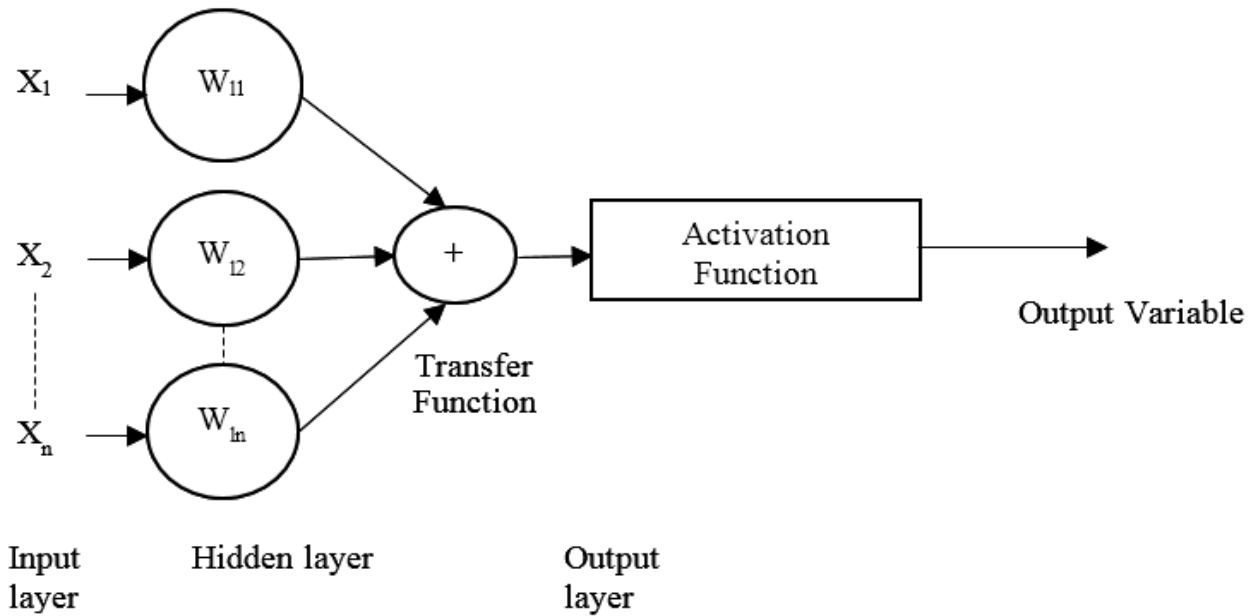 X₁
W₁₁
X₂
W₁₂
+
Activation
Function
Output Variable
Transfer
Function
Xₙ
W₁ₙ
Input
layer
Hidden layer
Output
layer